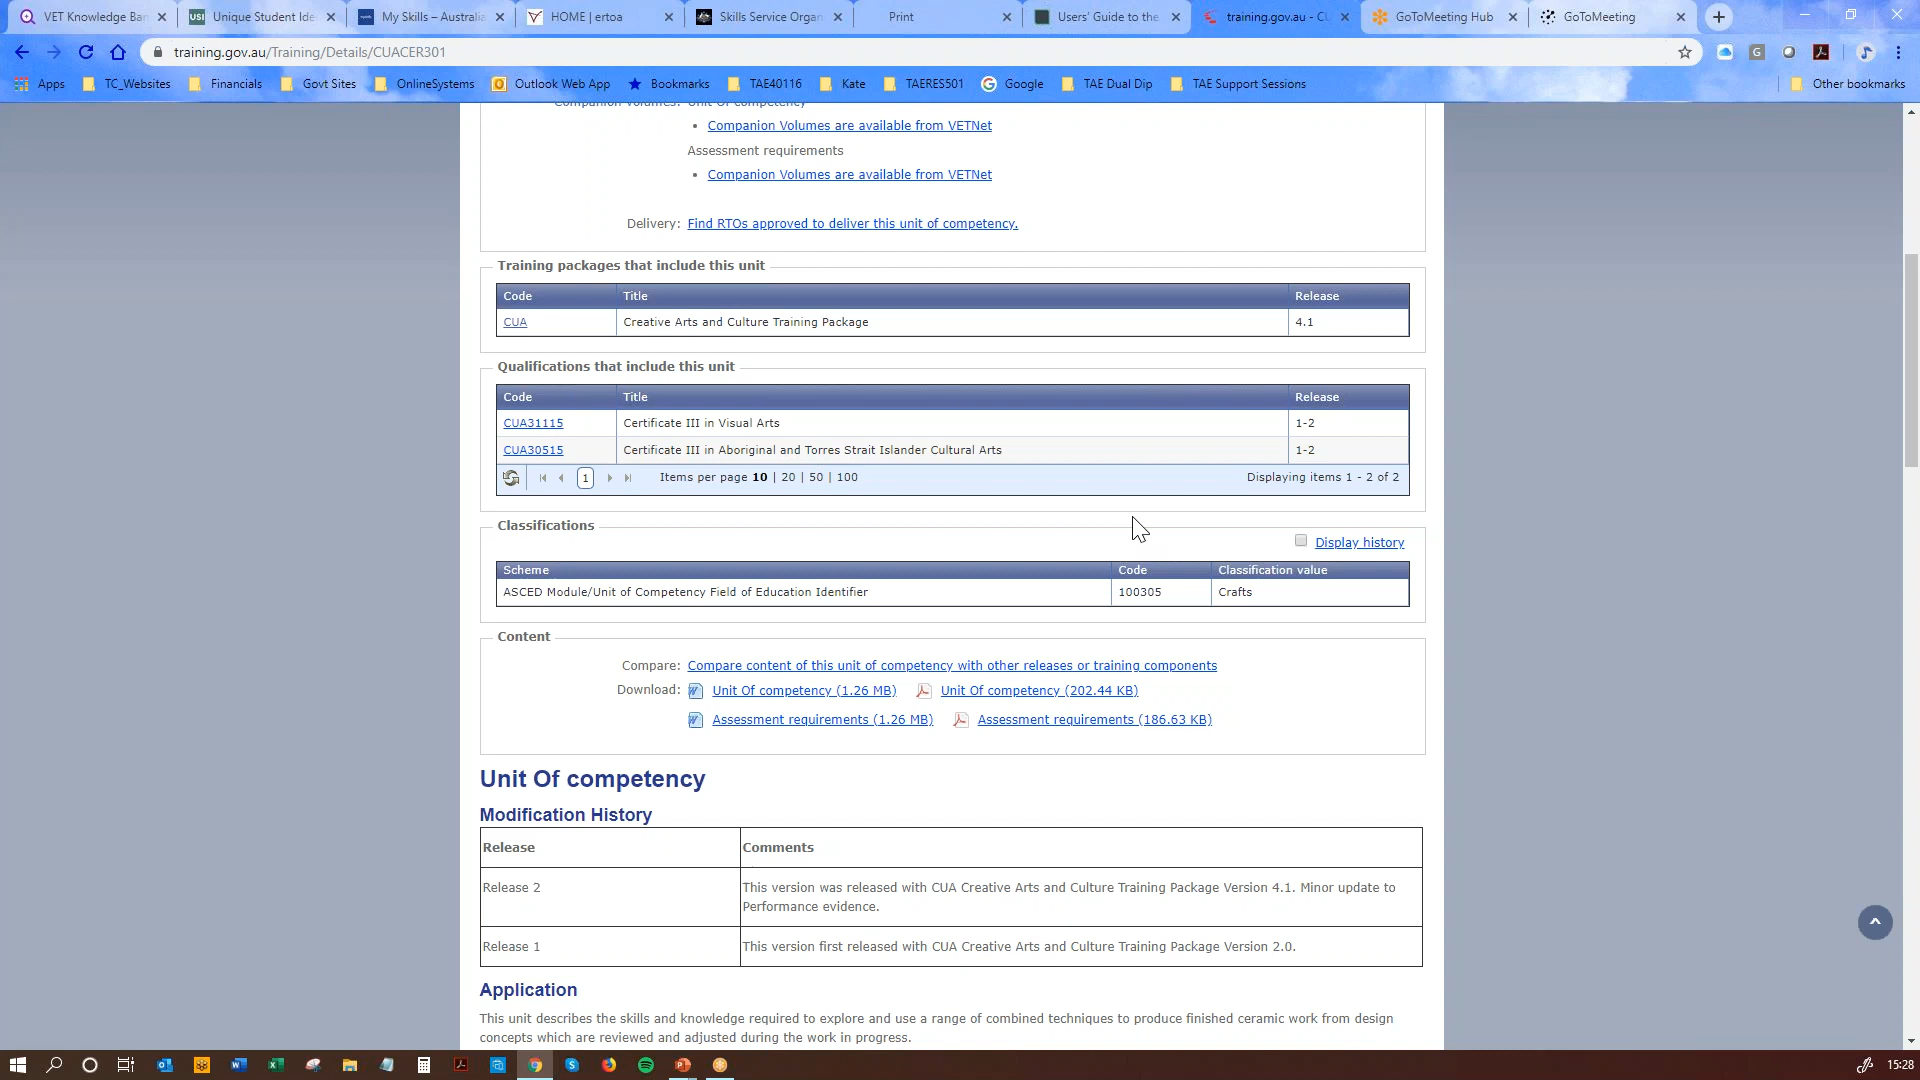 VET Knowledge Ban
Unique Student Ide
My Skills – Australia
HOME | ertoa
Skills Service Organ
Print
Users' Guide to the
training.gov.au - CU
GoToMeeting Hub
GoToMeeting
training.gov.au/Training/Details/CUACER301
Apps TC_Websites Financials Govt Sites OnlineSystems Outlook Web App Bookmarks TAE40116 Kate TAERES501 Google TAE Dual Dip TAE Support Sessions Other bookmarks
Companion Volumes: Unit Of competency
• Companion Volumes are available from VETNet
Assessment requirements
• Companion Volumes are available from VETNet
Delivery: Find RTOs approved to deliver this unit of competency.
Training packages that include this unit
Code Title Release
CUA Creative Arts and Culture Training Package 4.1
Qualifications that include this unit
Code Title Release
CUA31115 Certificate III in Visual Arts 1-2
CUA30515 Certificate III in Aboriginal and Torres Strait Islander Cultural Arts 1-2
1 Items per page 10 | 20 | 50 | 100 Displaying items 1 - 2 of 2
Classifications
Display history
Scheme Code Classification value
ASCED Module/Unit of Competency Field of Education Identifier 100305 Crafts
Content
Compare: Compare content of this unit of competency with other releases or training components
Download: Unit Of competency (1.26 MB) Unit Of competency (202.44 KB)
Assessment requirements (1.26 MB) Assessment requirements (186.63 KB)
Unit Of competency
Modification History
Release Comments
Release 2 This version was released with CUA Creative Arts and Culture Training Package Version 4.1. Minor update to
Performance evidence.
Release 1 This version first released with CUA Creative Arts and Culture Training Package Version 2.0.
Application
This unit describes the skills and knowledge required to explore and use a range of combined techniques to produce finished ceramic work from design
concepts which are reviewed and adjusted during the work in progress.
15:28